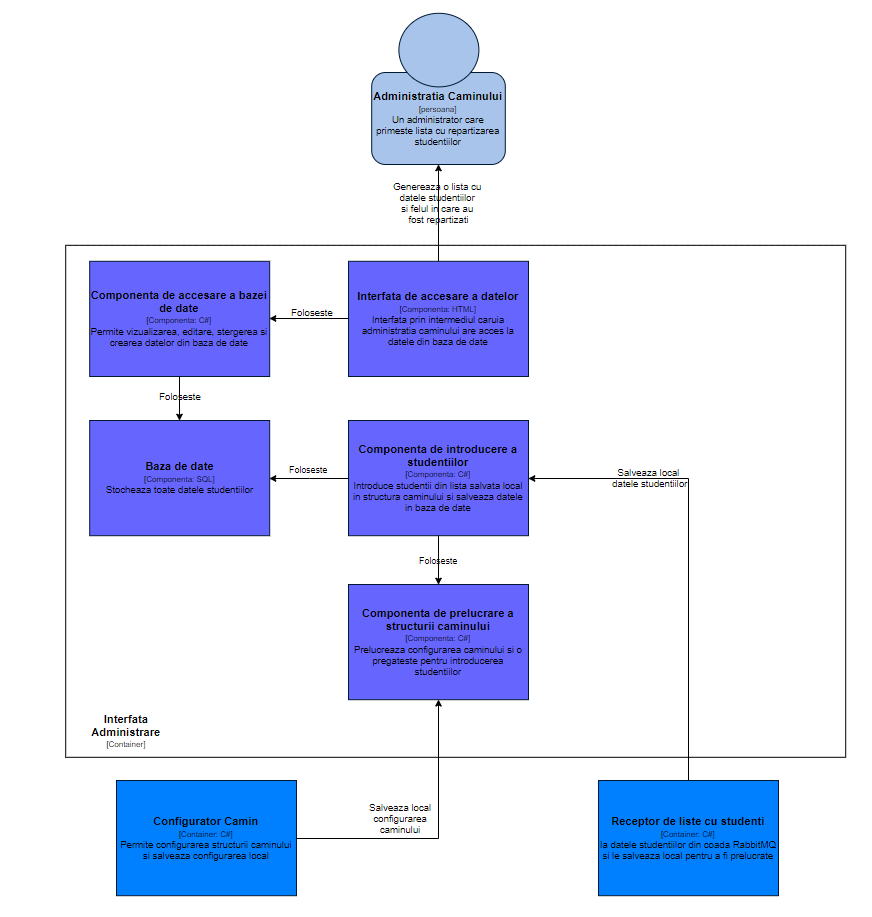 Administratia Caminului
[persoana]
Un administrator care
primeste lista cu repartizarea
studentiilor
Genereaza o lista cu
datele studentiilor
si felul in care au
fost repartizati
Componenta de accesare a bazei
de date
[Componenta: C#]
Permite vizualizarea, editare, stergerea si
crearea datelor din baza de date
Foloseste
Interfata de accesare a datelor
[Componenta: HTML]
Interfata prin intermediul caruia
administratia caminului are acces la
datele din baza de date
Foloseste
Baza de date
[Componenta: SQL]
Stocheaza toate datele studentiilor
Foloseste
Componenta de introducere a
studentiilor
[Componenta: C#]
Introduce studentii din lista salvata local
in structura caminului si salveaza datele
in baza de date
Salveaza local
datele studentiilor
Foloseste
Componenta de prelucrare a
structurii caminului
[Componenta: C#]
Prelucreaza configurarea caminului si o
pregateste pentru introducerea
studentiilor
Interfata
Administrare
[Container]
Configurator Camin
[Container: C#]
Permite configurarea structurii caminului
si salveaza configurarea local
Salveaza local
configurarea
caminului
Receptor de liste cu studenti
[Container: C#]
Ia datele studentiilor din coada RabbitMQ
si le salveaza local pentru a fi prelucrate